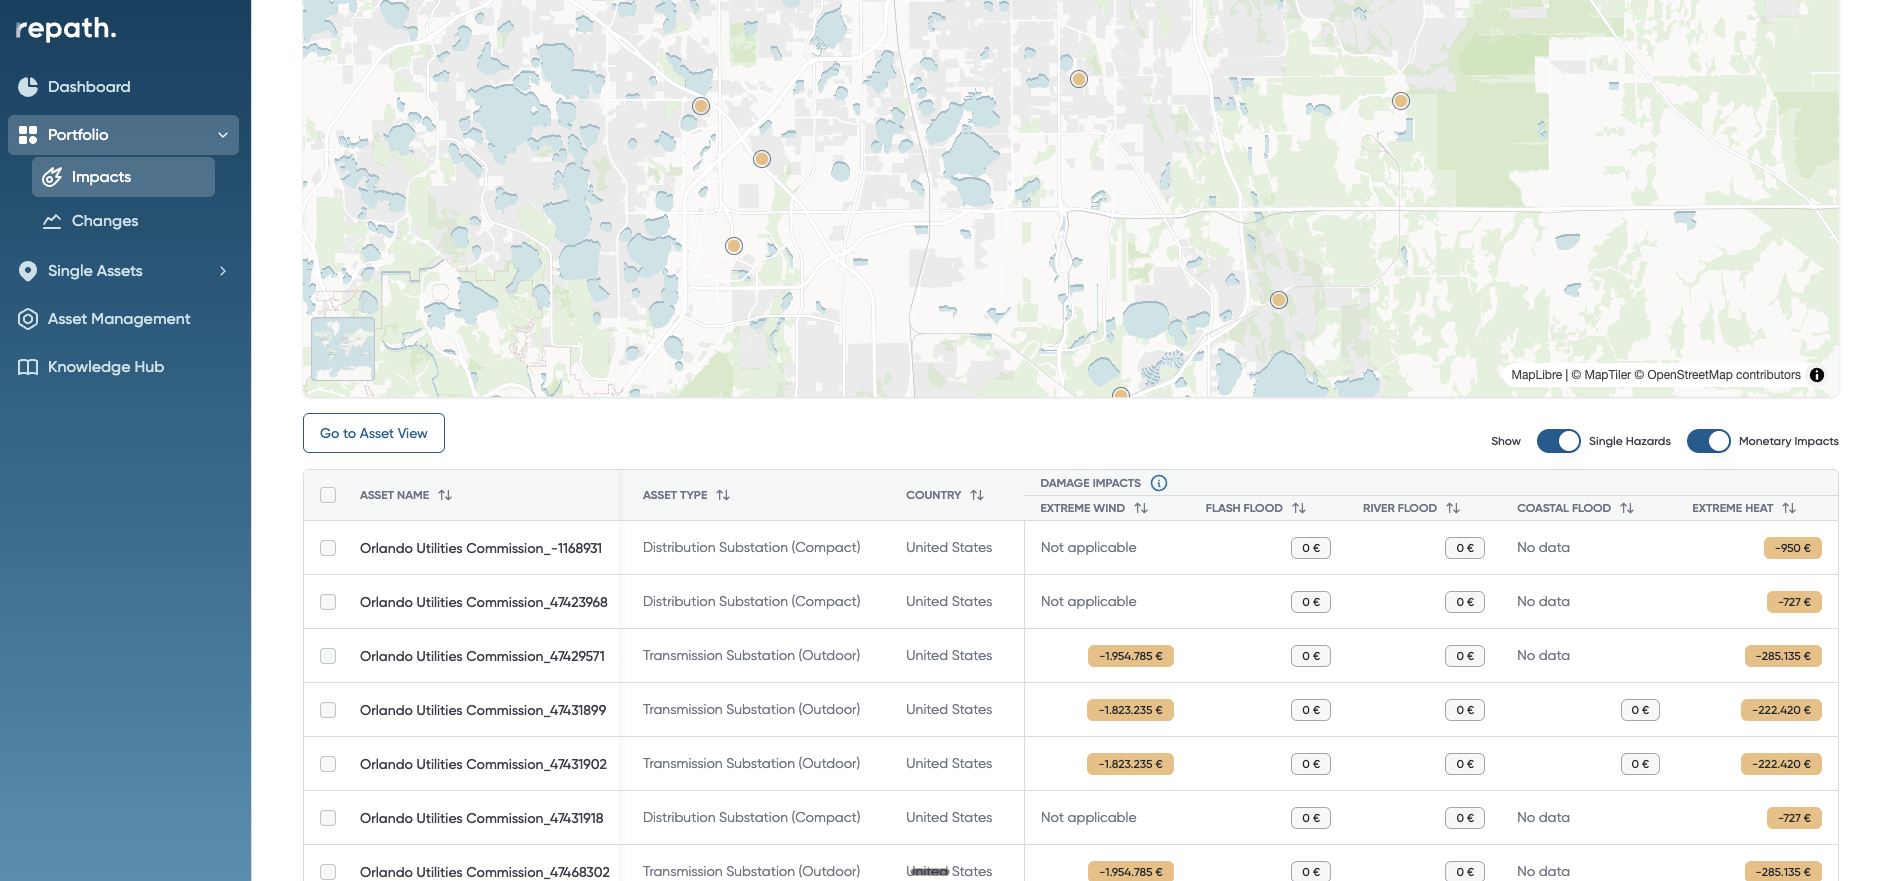 repath.
Dashboard
Portfolio
Impacts
Changes
Single Assets
Asset Management
Knowledge Hub
MapLibre | © MapTiler © OpenStreetMap contributors
Go to Asset View
Show Single Hazards Monetary Impacts
ASSET NAME ASSET TYPE COUNTRY DAMAGE IMPACTS
EXTREME WIND FLASH FLOOD RIVER FLOOD COASTAL FLOOD EXTREME HEAT
Orlando Utilities Commission_-1168931 Distribution Substation (Compact) United States Not applicable 0 € 0 € No data -950 €
Orlando Utilities Commission_47423968 Distribution Substation (Compact) United States Not applicable 0 € 0 € No data -727 €
Orlando Utilities Commission_47429571 Transmission Substation (Outdoor) United States -1.954.785 € 0 € 0 € No data -285.135 €
Orlando Utilities Commission_47431899 Transmission Substation (Outdoor) United States -1.823.235 € 0 € 0 € 0 € -222.420 €
Orlando Utilities Commission_47431902 Transmission Substation (Outdoor) United States -1.823.235 € 0 € 0 € 0 € -222.420 €
Orlando Utilities Commission_47431918 Distribution Substation (Compact) United States Not applicable 0 € 0 € No data -727 €
Orlando Utilities Commission_47468302 Transmission Substation (Outdoor) United States -1.954.785 € 0 € 0 € No data -285.135 €